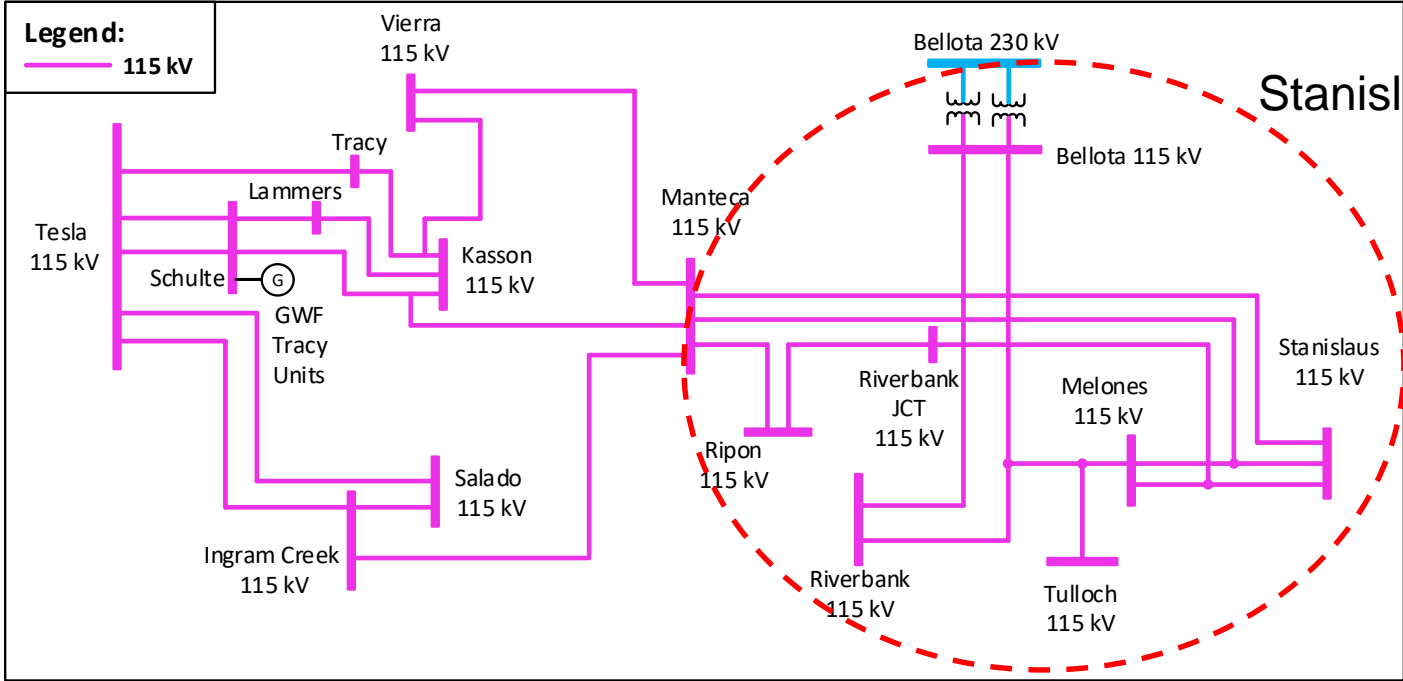 Legend:
115 kV
Vierra
115 kV
Bellota 230 kV
Stanisl
Tracy
Bellota 115 kV
Lammers
Manteca
115 kV
Tesla
115 kV
Kasson
115 kV
Schulte
G
GWF
Tracy
Units
Riverbank
JCT
115 kV
Stanislaus
115 kV
Melones
115 kV
Ripon
115 kV
Salado
115 kV
Ingram Creek
115 kV
Riverbank
115 kV
Tulloch
115 kV